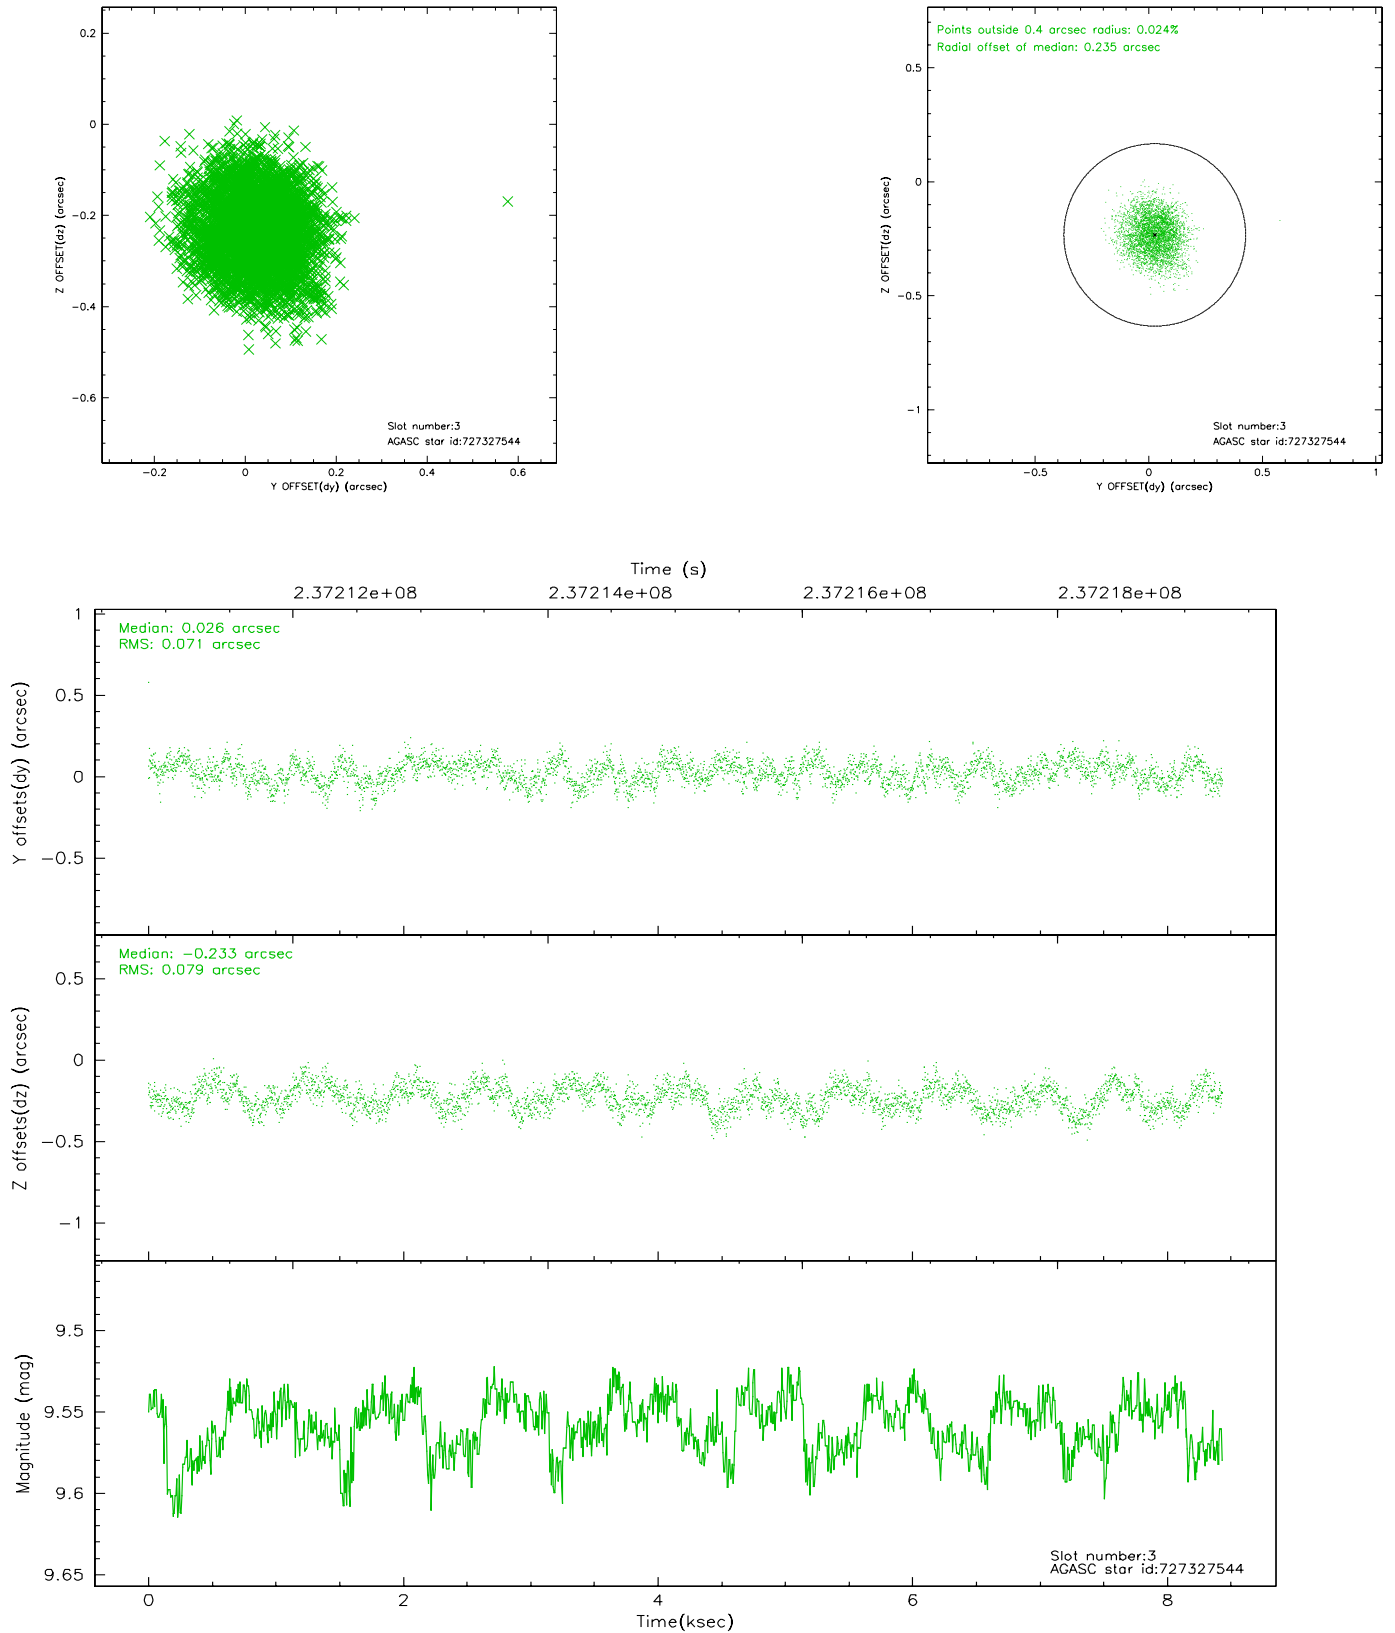 0.2
0
−0.2
−0.4
−0.6
Z OFFSET(dz) (arcsec)
Slot number:3
AGASC star id:727327544
−0.2 0 0.2 0.4 0.6
Y OFFSET(dy) (arcsec)
Points outside 0.4 arcsec radius: 0.024%
Radial offset of median: 0.235 arcsec
0.5
0
−0.5
−1
Z OFFSET(dz) (arcsec)
Slot number:3
AGASC star id:727327544
−0.5 0 0.5 1
Y OFFSET(dy) (arcsec)
Time (s)
2.37212e+08 2.37214e+08 2.37216e+08 2.37218e+08
Median: 0.026 arcsec
RMS: 0.071 arcsec
1
0.5
0
−0.5
Y offsets(dy) (arcsec)
Median: −0.233 arcsec
RMS: 0.079 arcsec
0.5
0
−0.5
−1
Z offsets(dz) (arcsec)
9.5
9.55
9.6
9.65
Magnitude (mag)
Slot number:3
AGASC star id:727327544
0 2 4 6 8
Time(ksec)